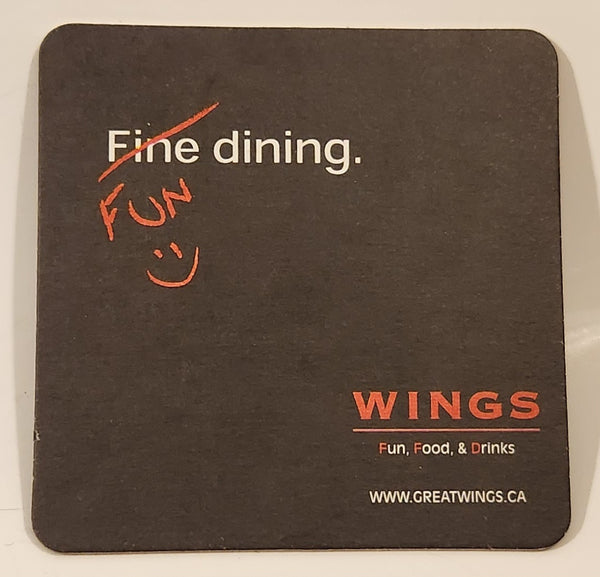 Fine dining.
FUN
WINGS
Fun, Food, & Drinks
WWW.GREATWINGS.CA